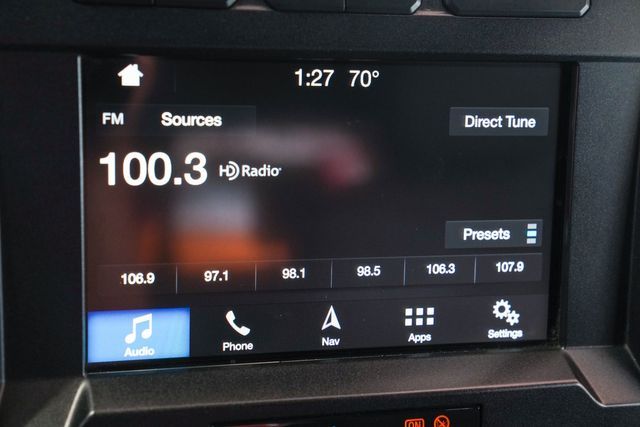 1:27 70°
FM Sources Direct Tune
100.3 HD Radio
Presets
106.9 97.1 98.1 98.5 106.3 107.9
Audio Phone Nav Apps Settings
ON